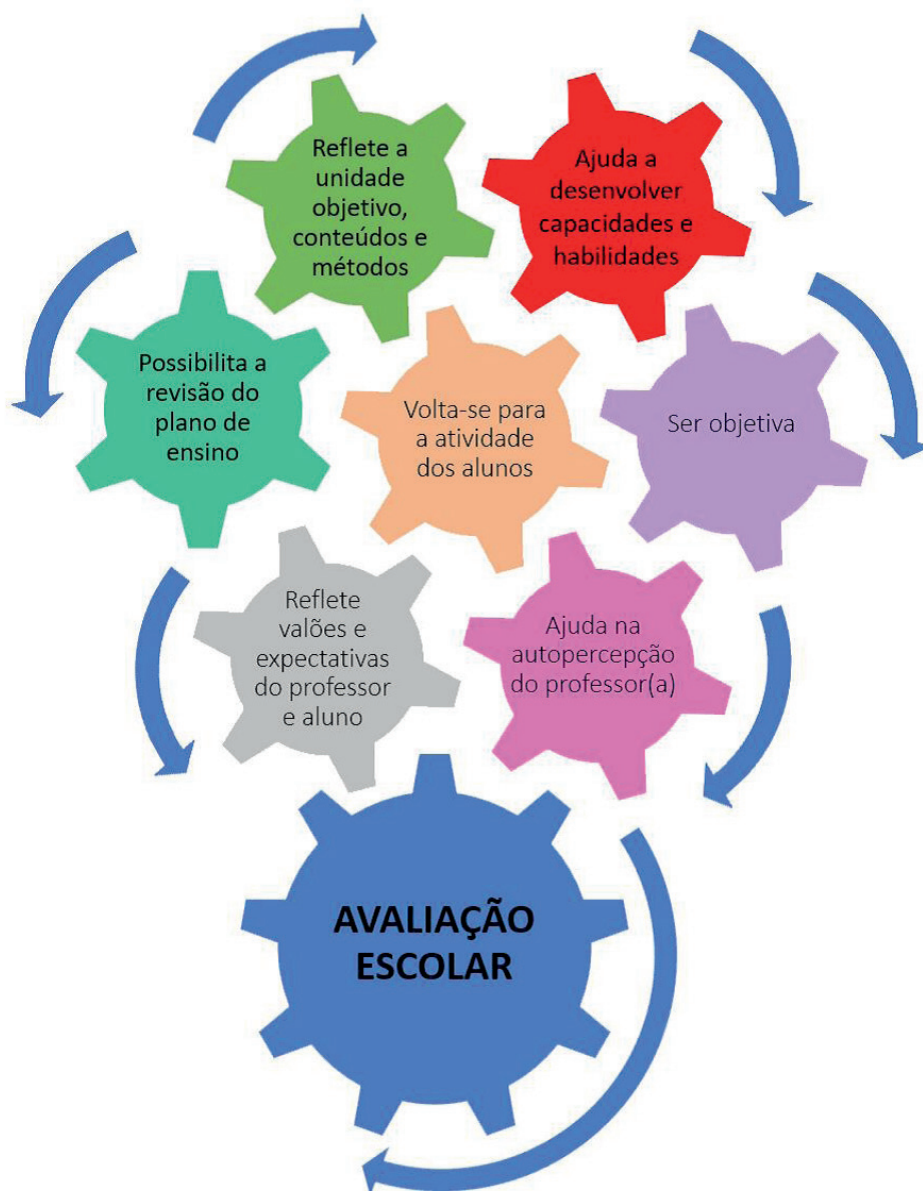 Reflete a
unidade
objetivo,
conteúdos e
métodos
Ajuda a
desenvolver
capacidades e
habilidades
Possibilita a
revisão do
plano de
ensino
Volta-se para
a atividade
dos alunos
Ser objetiva
Reflete
valões e
expectativas
do professor
e aluno
Ajuda na
autopercepção
do professor(a)
AVALIAÇÃO
ESCOLAR